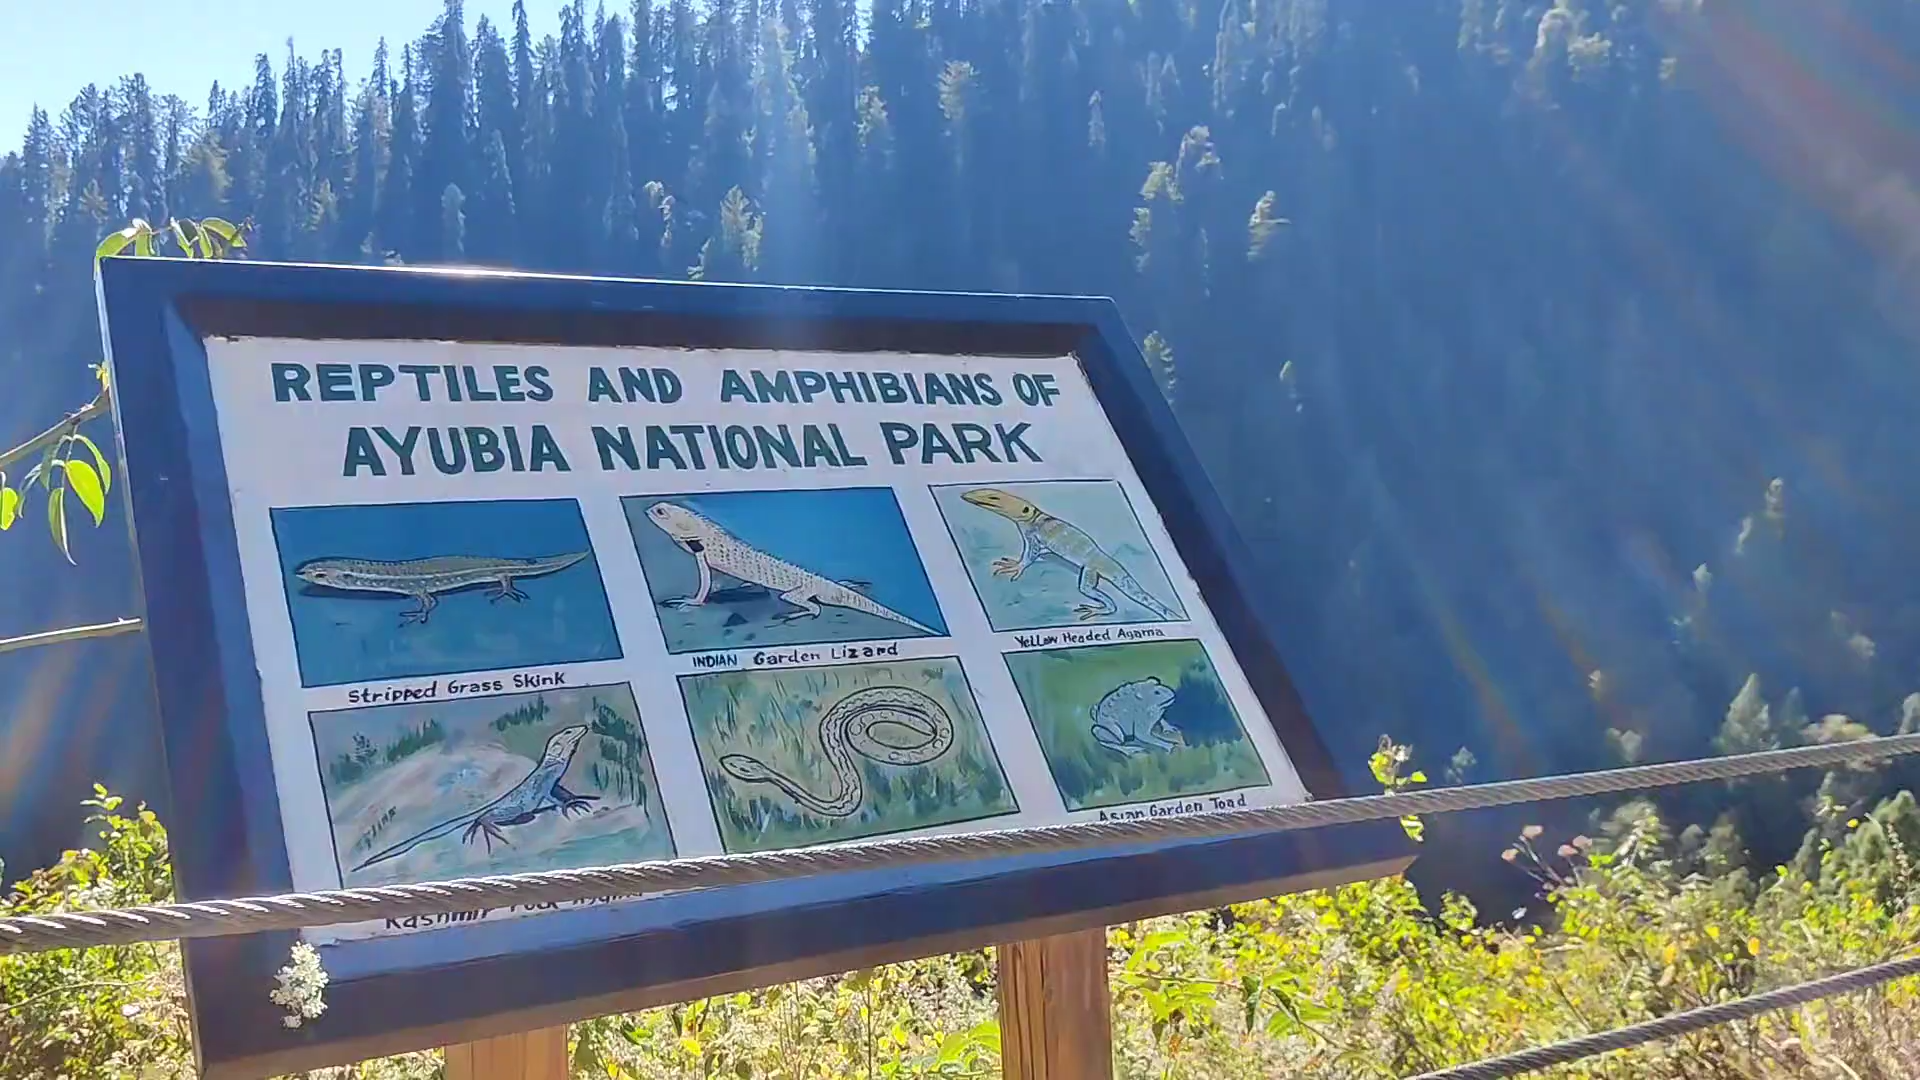 REPTILES AND AMPHIBIANS OF
AYUBIA NATIONAL PARK
Stripped Grass Skink
INDIAN Garden Lizard
Yellow Headed Agama
Kashmir Rock Agama
Asian Garden Toad